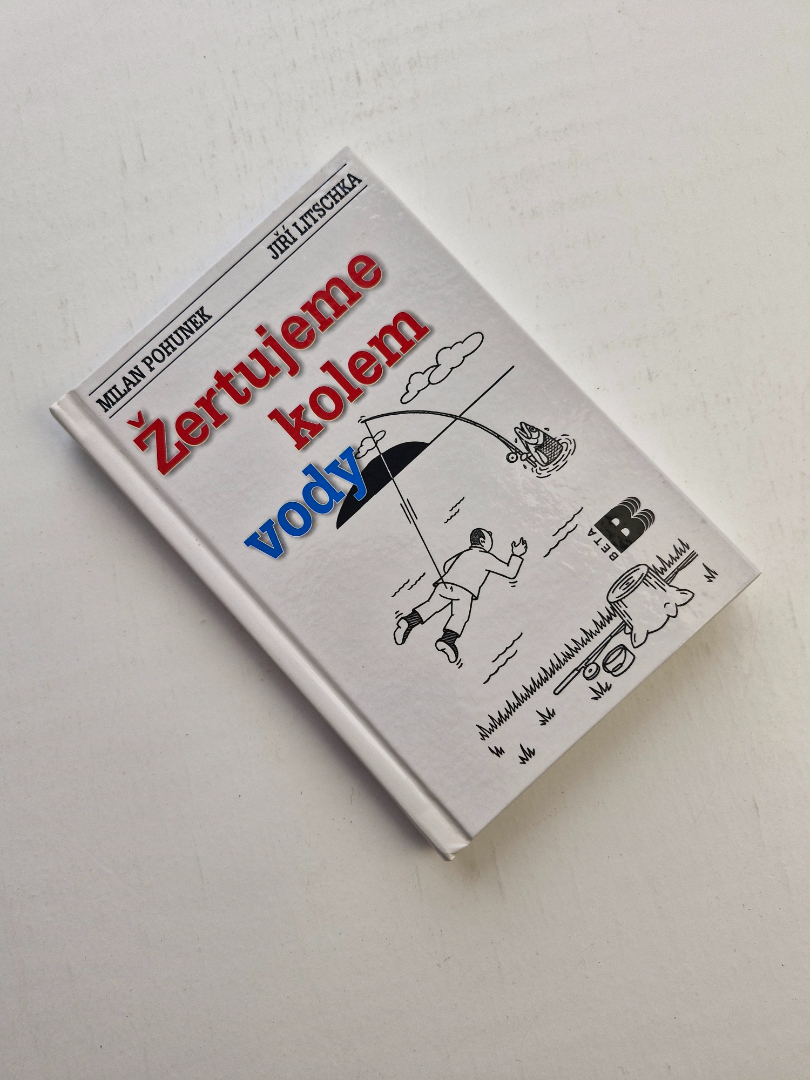 MILAN POHUNEK JIŘÍ LITSCHKA
Žertujeme
kolem
vody
B
BETA